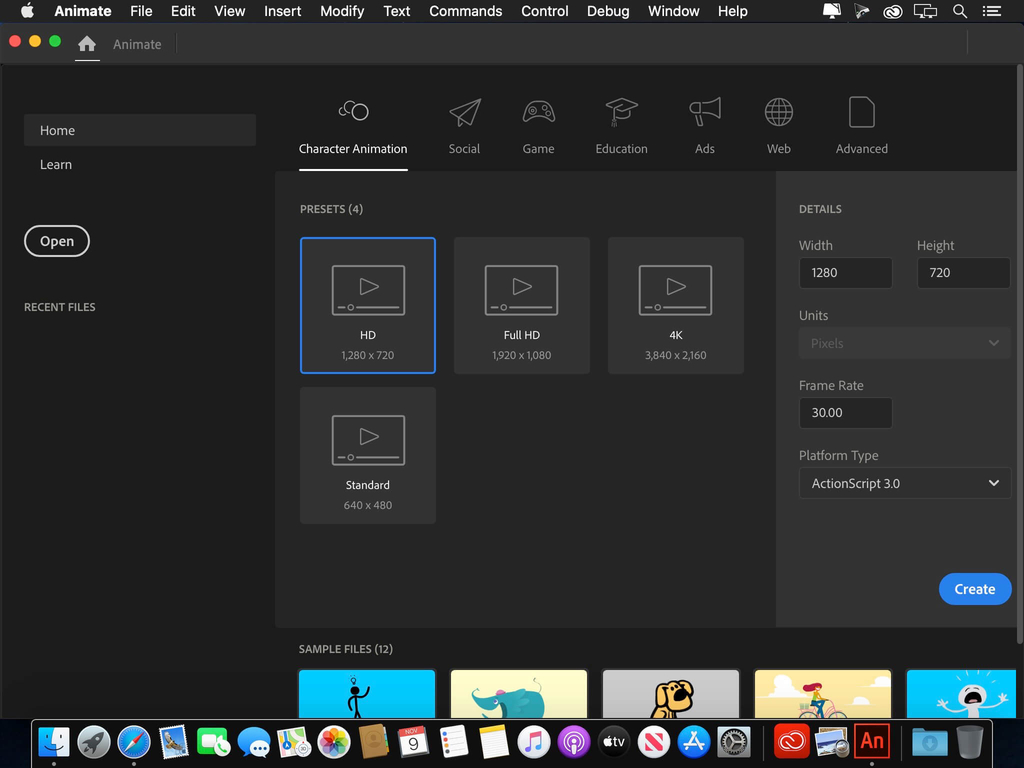 Animate File Edit View Insert Modify Text Commands Control Debug Window Help
Animate
Home
Learn
Open
RECENT FILES
Character Animation Social Game Education Ads Web Advanced
PRESETS (4)
HD
1,280 x 720
Full HD
1,920 x 1,080
4K
3,840 x 2,160
Standard
640 x 480
DETAILS
Width Height
1280 720
Units
Pixels
Frame Rate
30.00
Platform Type
ActionScript 3.0
Create
SAMPLE FILES (12)
NOV
9
tv
An